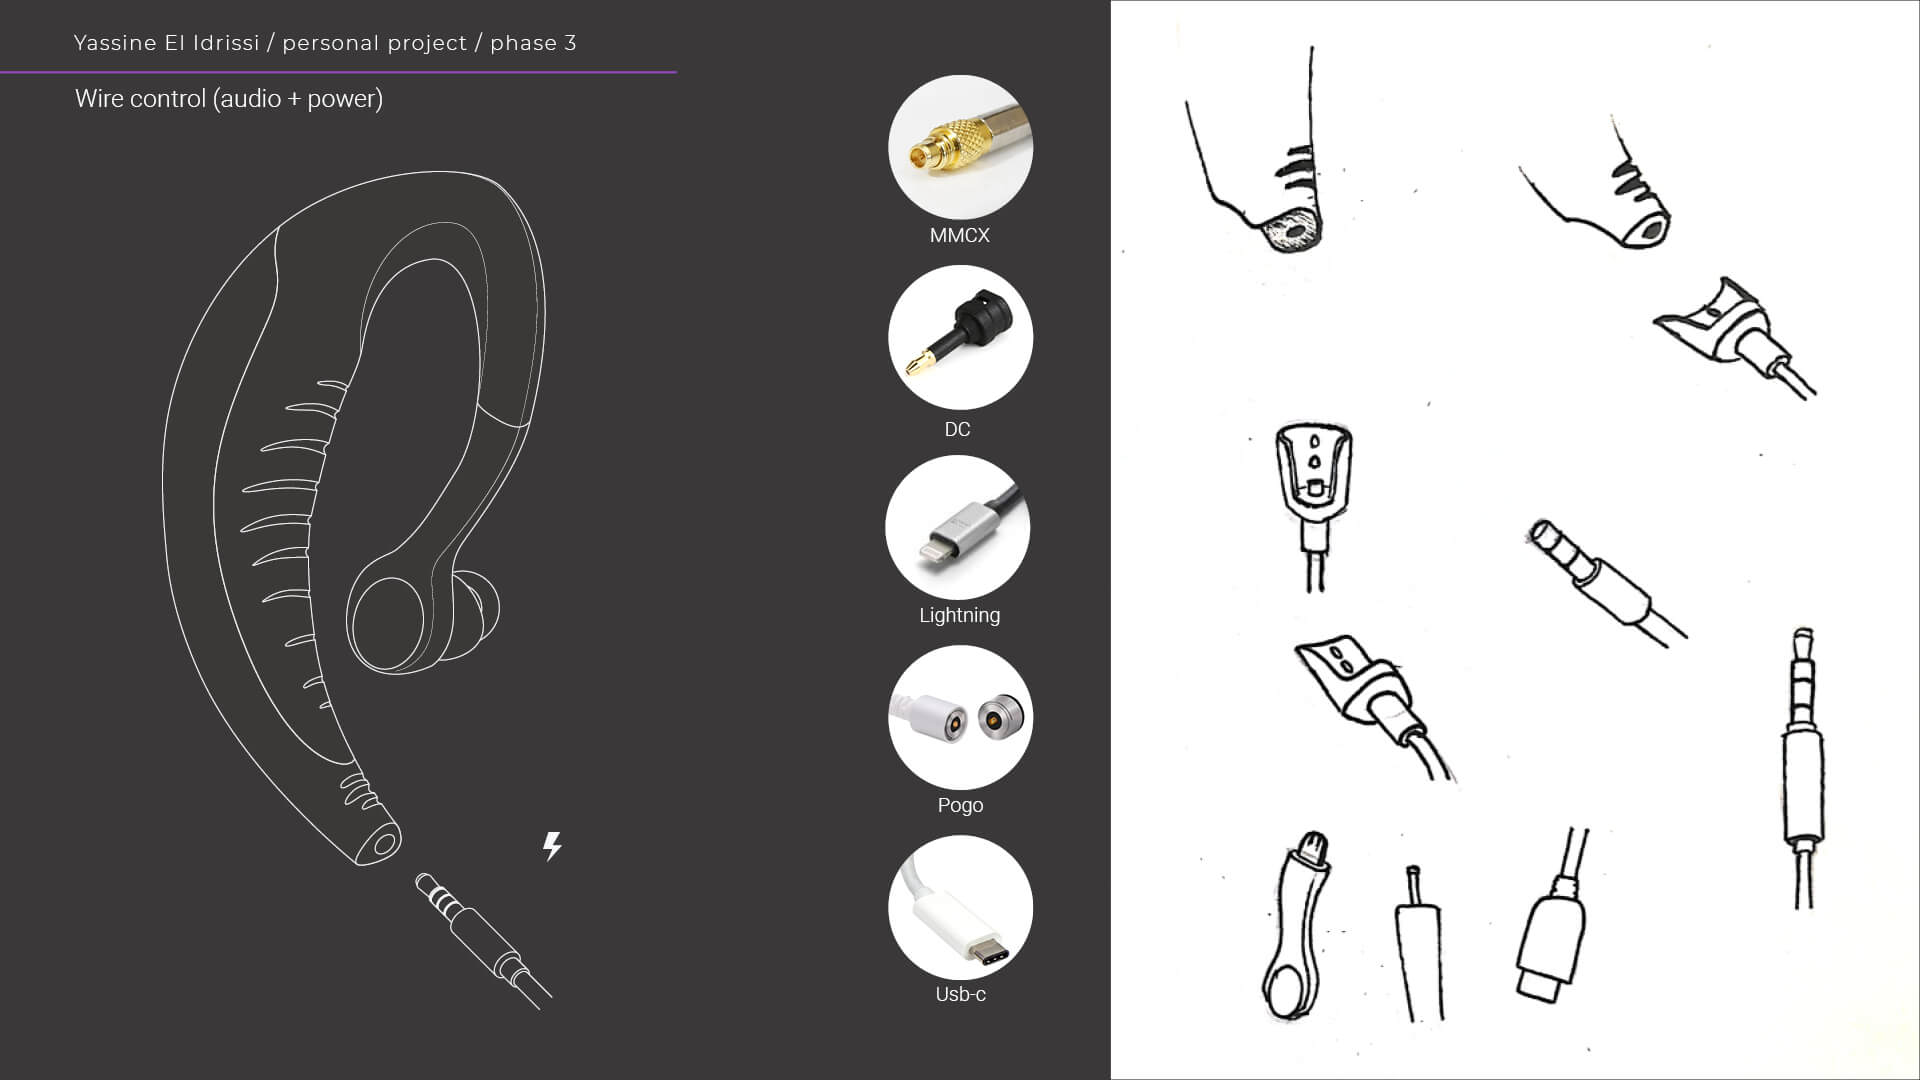 Yassine El Idrissi / personal project / phase 3
Wire control (audio + power)
MMCX
DC
Lightning
Pogo
Usb-c